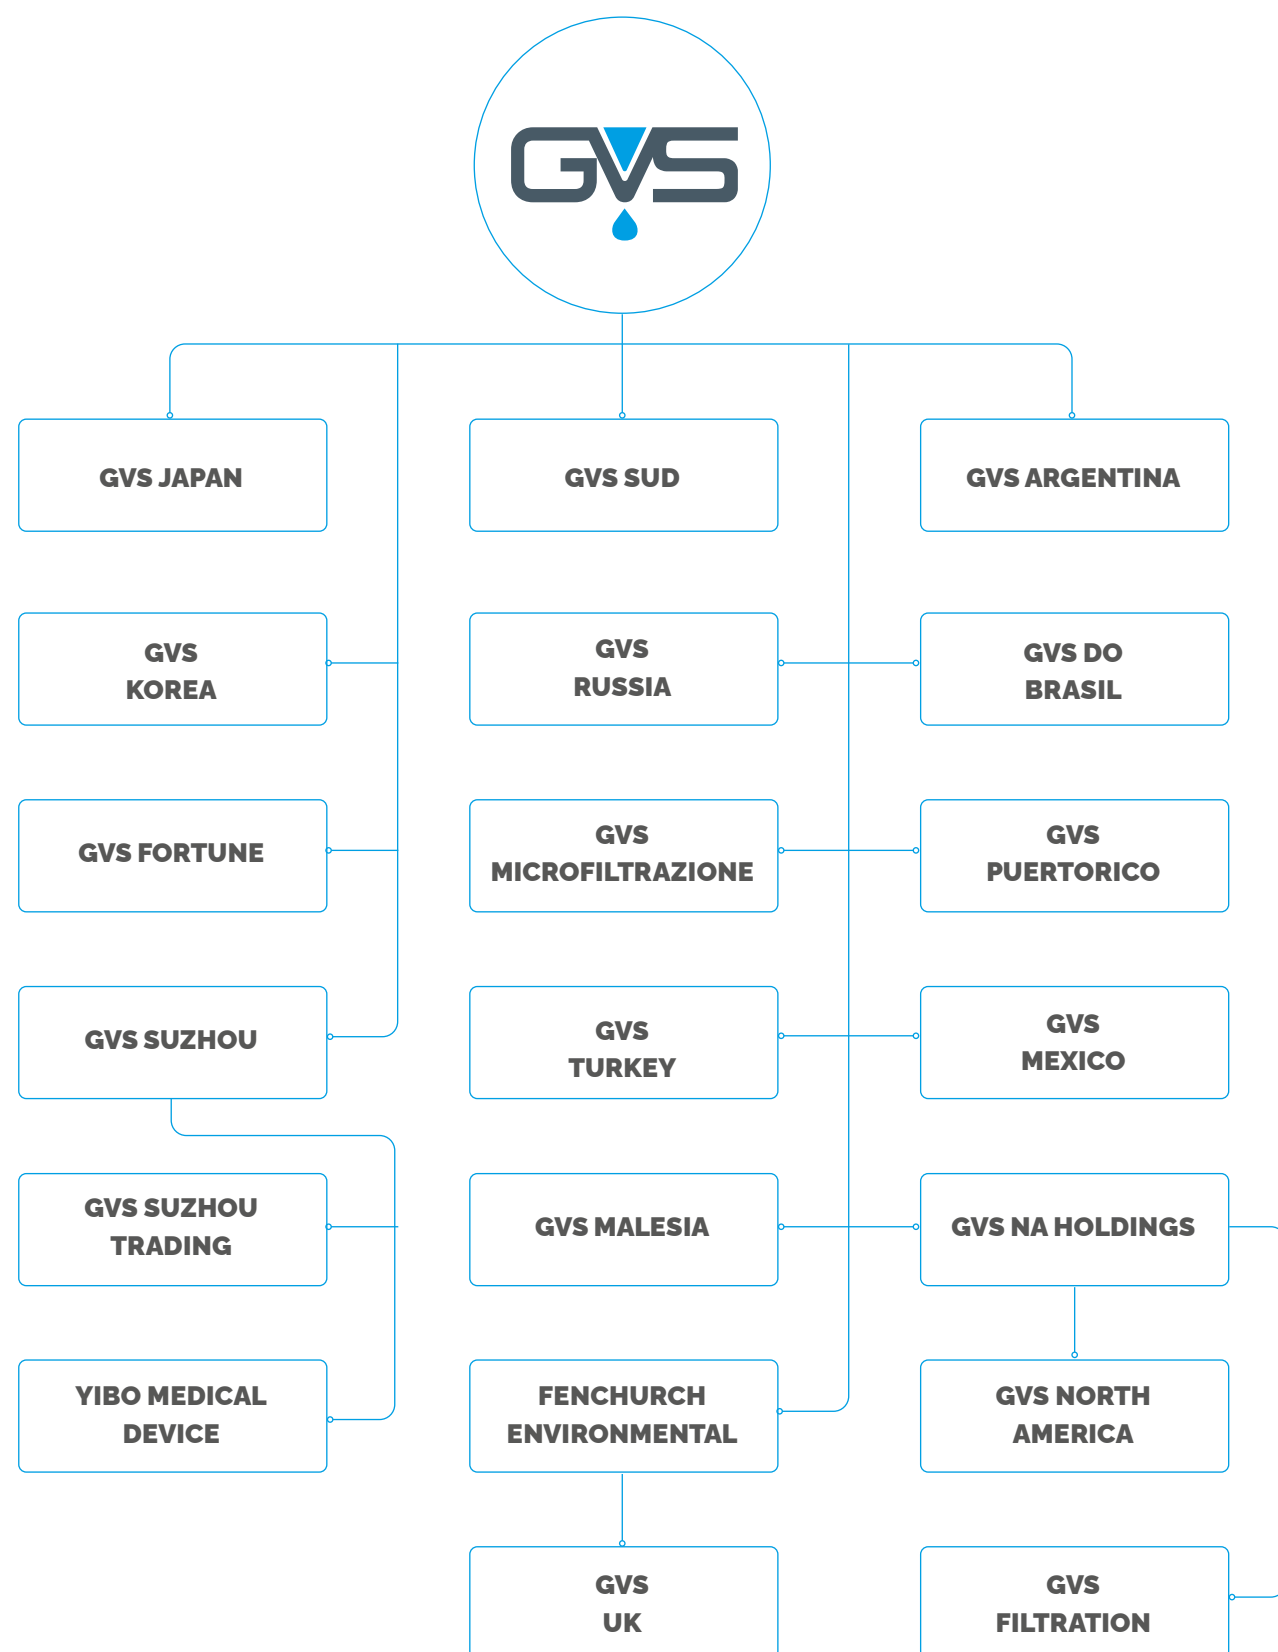 GVS
GVS JAPAN
GVS SUD
GVS ARGENTINA
GVS
KOREA
GVS
RUSSIA
GVS DO
BRASIL
GVS FORTUNE
GVS
MICROFILTRAZIONE
GVS
PUERTORICO
GVS SUZHOU
GVS
TURKEY
GVS
MEXICO
GVS SUZHOU
TRADING
GVS MALESIA
GVS NA HOLDINGS
YIBO MEDICAL
DEVICE
FENCHURCH
ENVIRONMENTAL
GVS NORTH
AMERICA
GVS
UK
GVS
FILTRATION